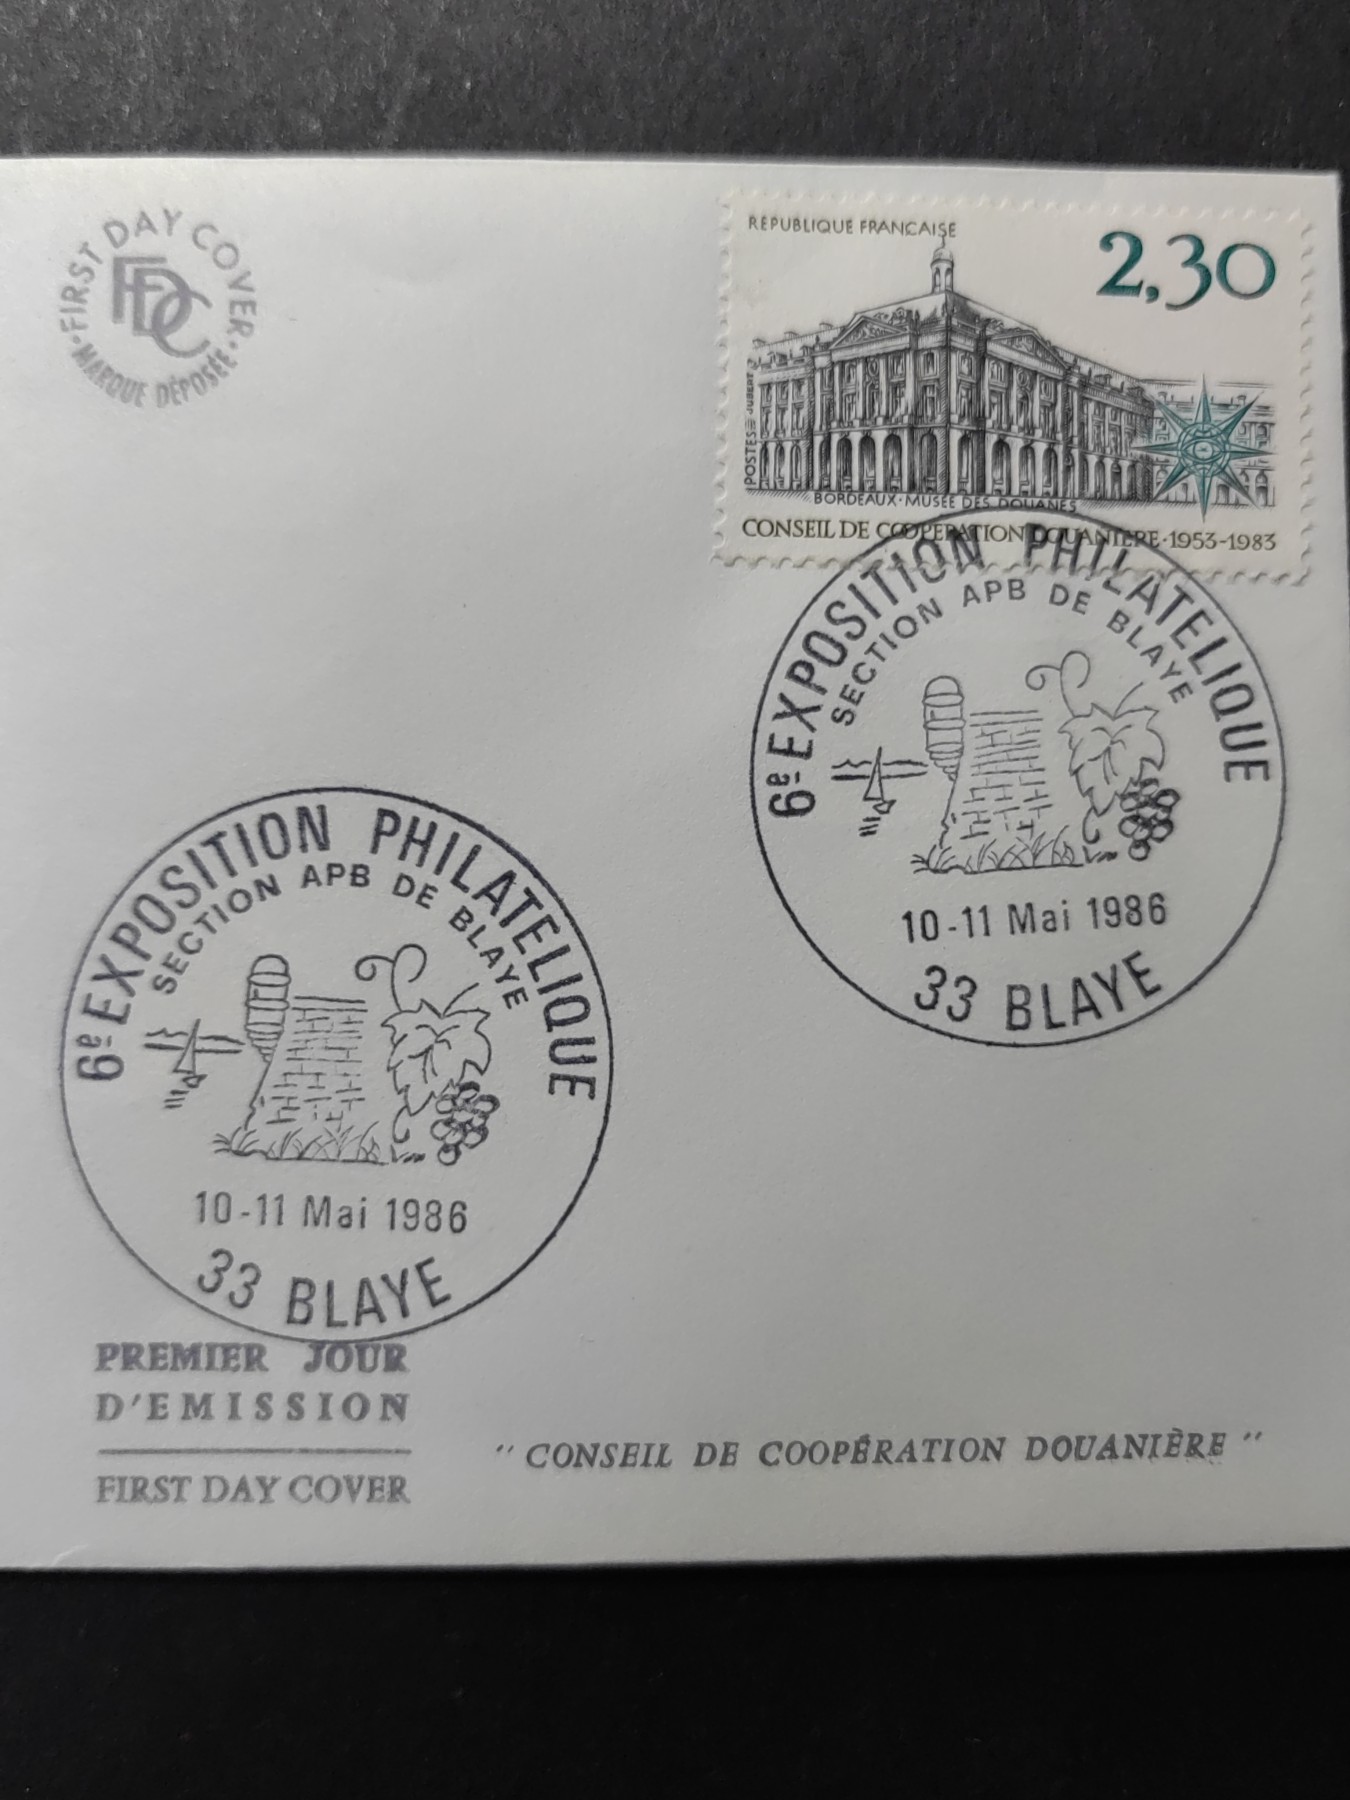 FIRST DAY COVER
FDC
MARQUE DÉPOSÉE
RÉPUBLIQUE FRANÇAISE
2,30
POSTES JUBERT
BORDEAUX·MUSÉE DES DOUANES
CONSEIL DE COOPÉRATION DOUANIÈRE·1953-1983
6e EXPOSITION PHILATELIQUE
SECTION APB DE BLAYE
10-11 Mai 1986
33 BLAYE
6e EXPOSITION PHILATELIQUE
SECTION APB DE BLAYE
10-11 Mai 1986
33 BLAYE
PREMIER JOUR
D'EMISSION
FIRST DAY COVER
" CONSEIL DE COOPÉRATION DOUANIÈRE "